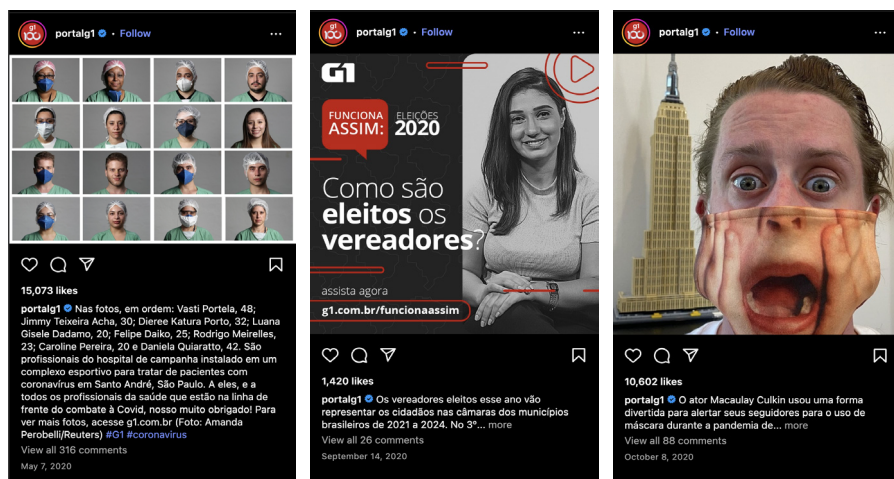 g1
100
portalg1 • Follow
15,073 likes
portalg1 Nas fotos, em ordem: Vasti Portela, 48;
Jimmy Teixeira Acha, 30; Dieree Katura Porto, 32; Luana
Gisele Dadamo, 20; Felipe Daiko, 25; Rodrigo Meirelles,
23; Caroline Pereira, 20 e Daniela Quiaratto, 42. São
profissionais do hospital de campanha instalado em um
complexo esportivo para tratar de pacientes com
coronavírus em Santo André, São Paulo. A eles, e a
todos os profissionais da saúde que estão na linha de
frente do combate à Covid, nosso muito obrigado! Para
ver mais fotos, acesse g1.com.br (Foto: Amanda
Perobelli/Reuters) #G1 #coronavirus
View all 316 comments
May 7, 2020
g1
100
portalg1 • Follow
G1
FUNCIONA
ASSIM:
ELEIÇÕES
2020
Como são
eleitos os
vereadores?
assista agora
g1.com.br/funcionaassim
1,420 likes
portalg1 Os vereadores eleitos esse ano vão
representar os cidadãos nas câmaras dos municípios
brasileiros de 2021 a 2024. No 3º... more
View all 26 comments
September 14, 2020
g1
100
portalg1 • Follow
10,602 likes
portalg1 O ator Macaulay Culkin usou uma forma
divertida para alertar seus seguidores para o uso de
máscara durante a pandemia de... more
View all 88 comments
October 8, 2020